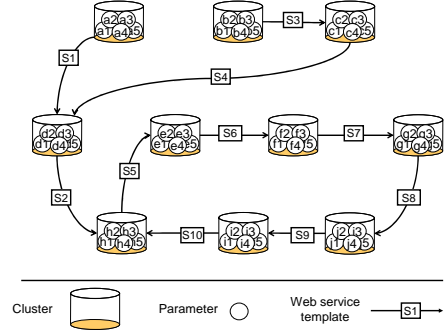 a2 a3 b2 b3 S3 c2 c3
a1 a4 a5 b1 b4 b5 c1 c4 c5
S1
S4
d2 d3 e2 e3 S6 f2 f3 S7 g2 g3
d1 d4 d5 e1 e4 e5 f1 f4 f5 g1 g4 g5
S5
S2 S8
h2 h3 S10 i2 i3 S9 j2 j3
h1 h4 h5 i1 i4 i5 j1 j4 j5
Cluster Parameter Web service
template S1